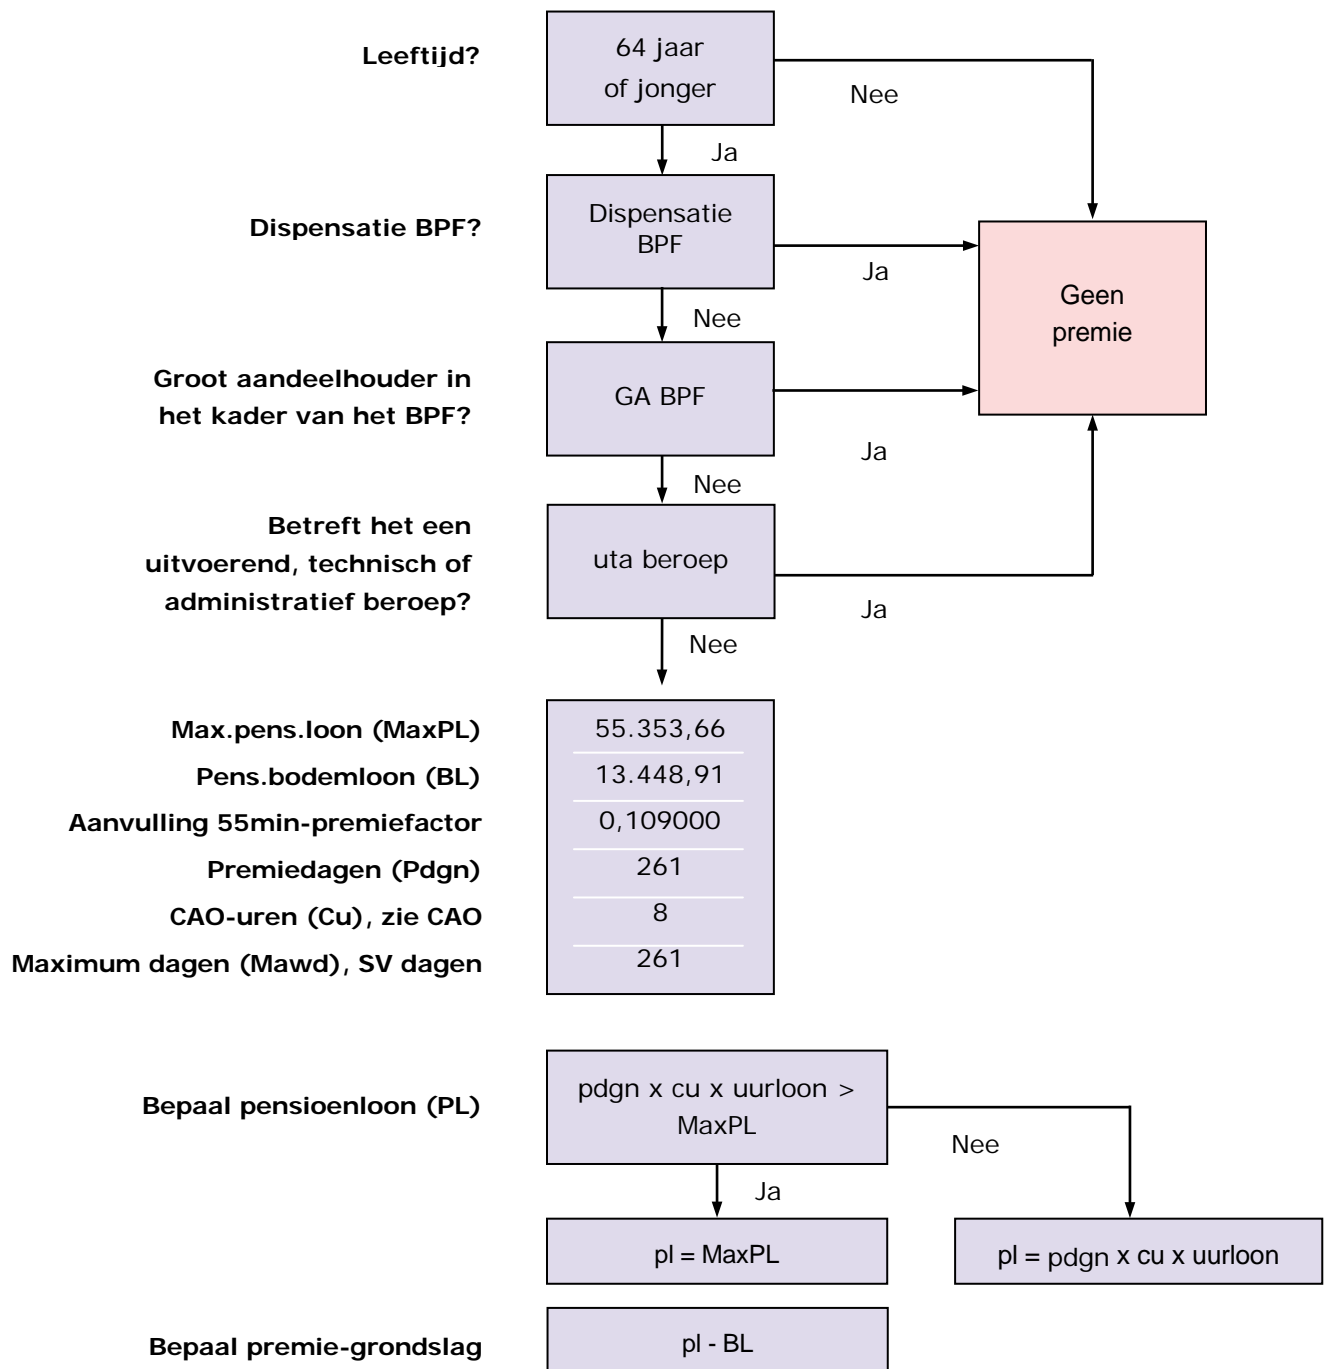 Leeftijd?
64 jaar
of jonger
Nee
Ja
Dispensatie BPF?
Dispensatie
BPF
Ja
Nee
Geen
premie
Groot aandeelhouder in
het kader van het BPF?
GA BPF
Ja
Nee
Betreft het een
uitvoerend, technisch of
administratief beroep?
uta beroep
Ja
Nee
Max.pens.loon (MaxPL)
55.353,66
Pens.bodemloon (BL)
13.448,91
Aanvulling 55min-premiefactor
0,109000
Premiedagen (Pdgn)
261
CAO-uren (Cu), zie CAO
8
Maximum dagen (Mawd), SV dagen
261
Bepaal pensioenloon (PL)
pdgn x cu x uurloon >
MaxPL
Nee
Ja
pl = MaxPL
pl = pdgn x cu x uurloon
Bepaal premie-grondslag
pl - BL